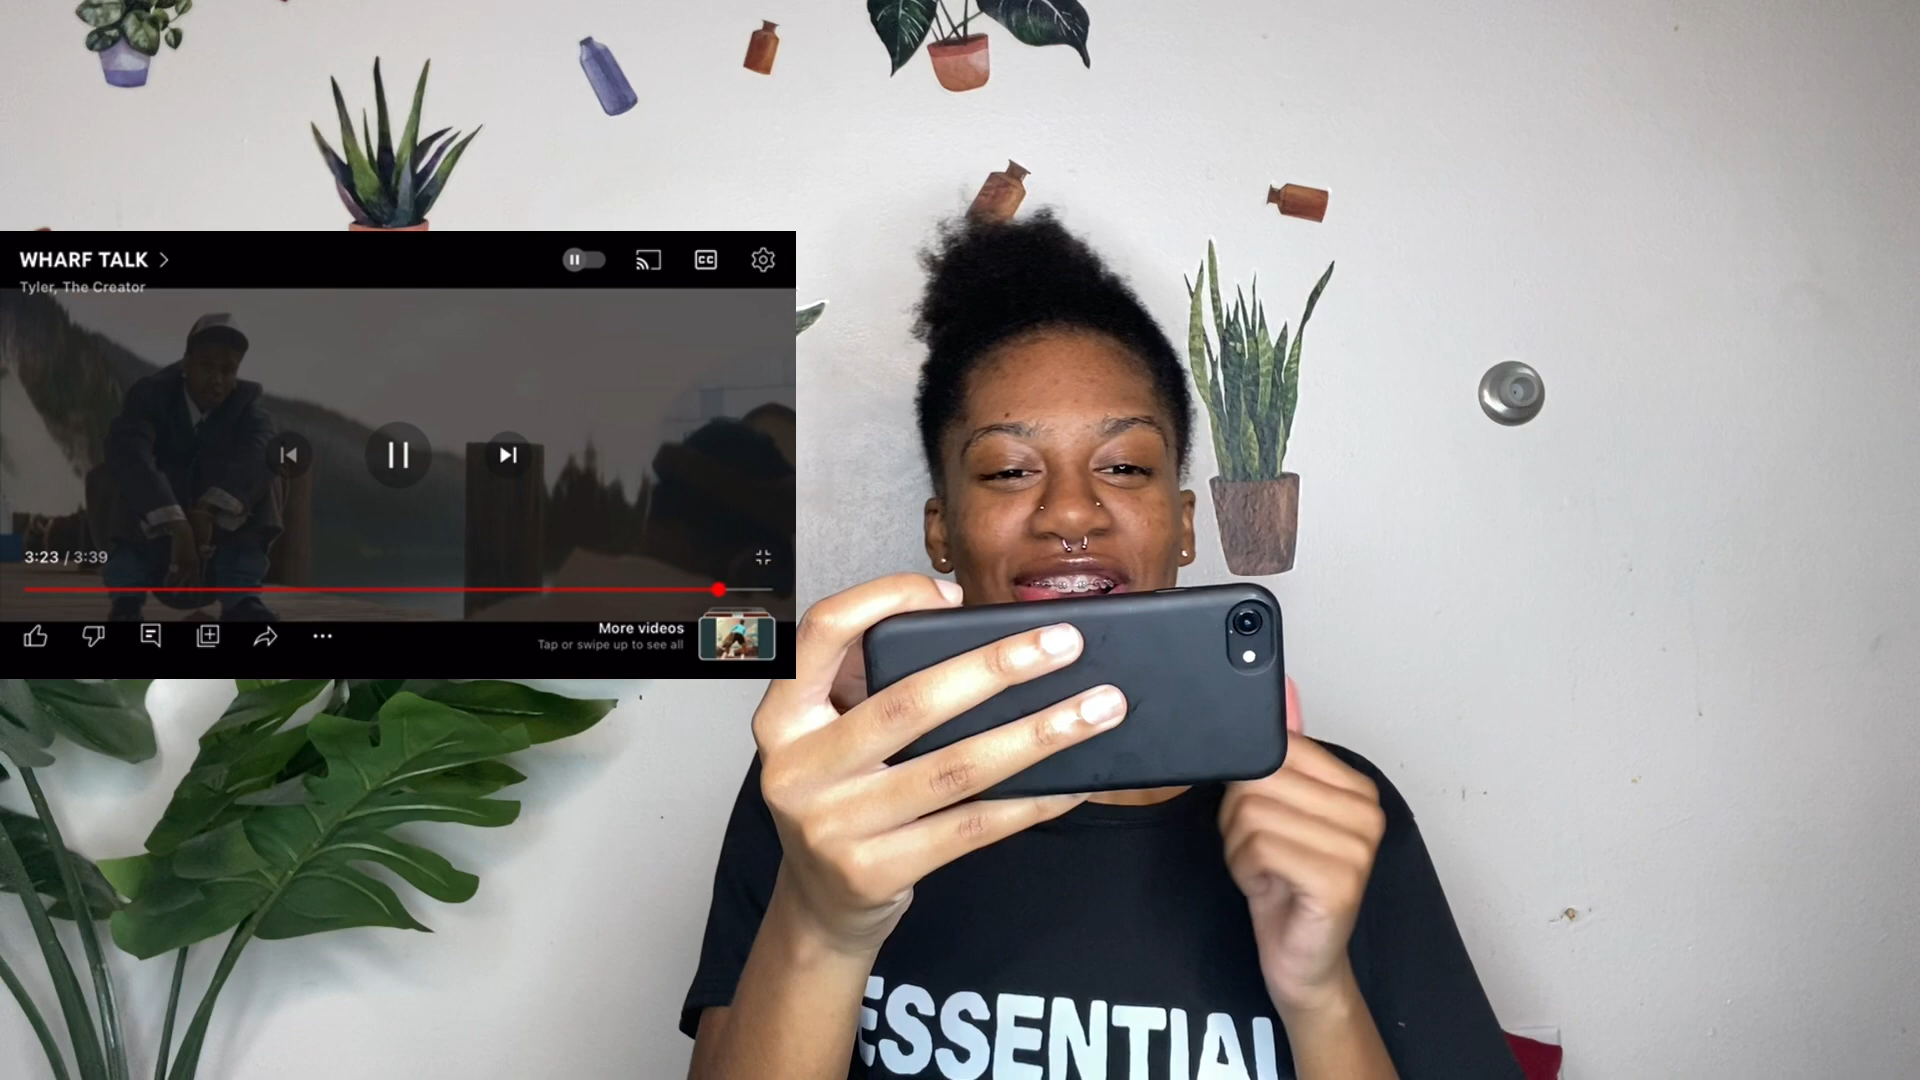 WHARF TALK
Tyler, The Creator
CC
3:23 / 3:39
More videos
Tap or swipe up to see all
ESSENTIAL